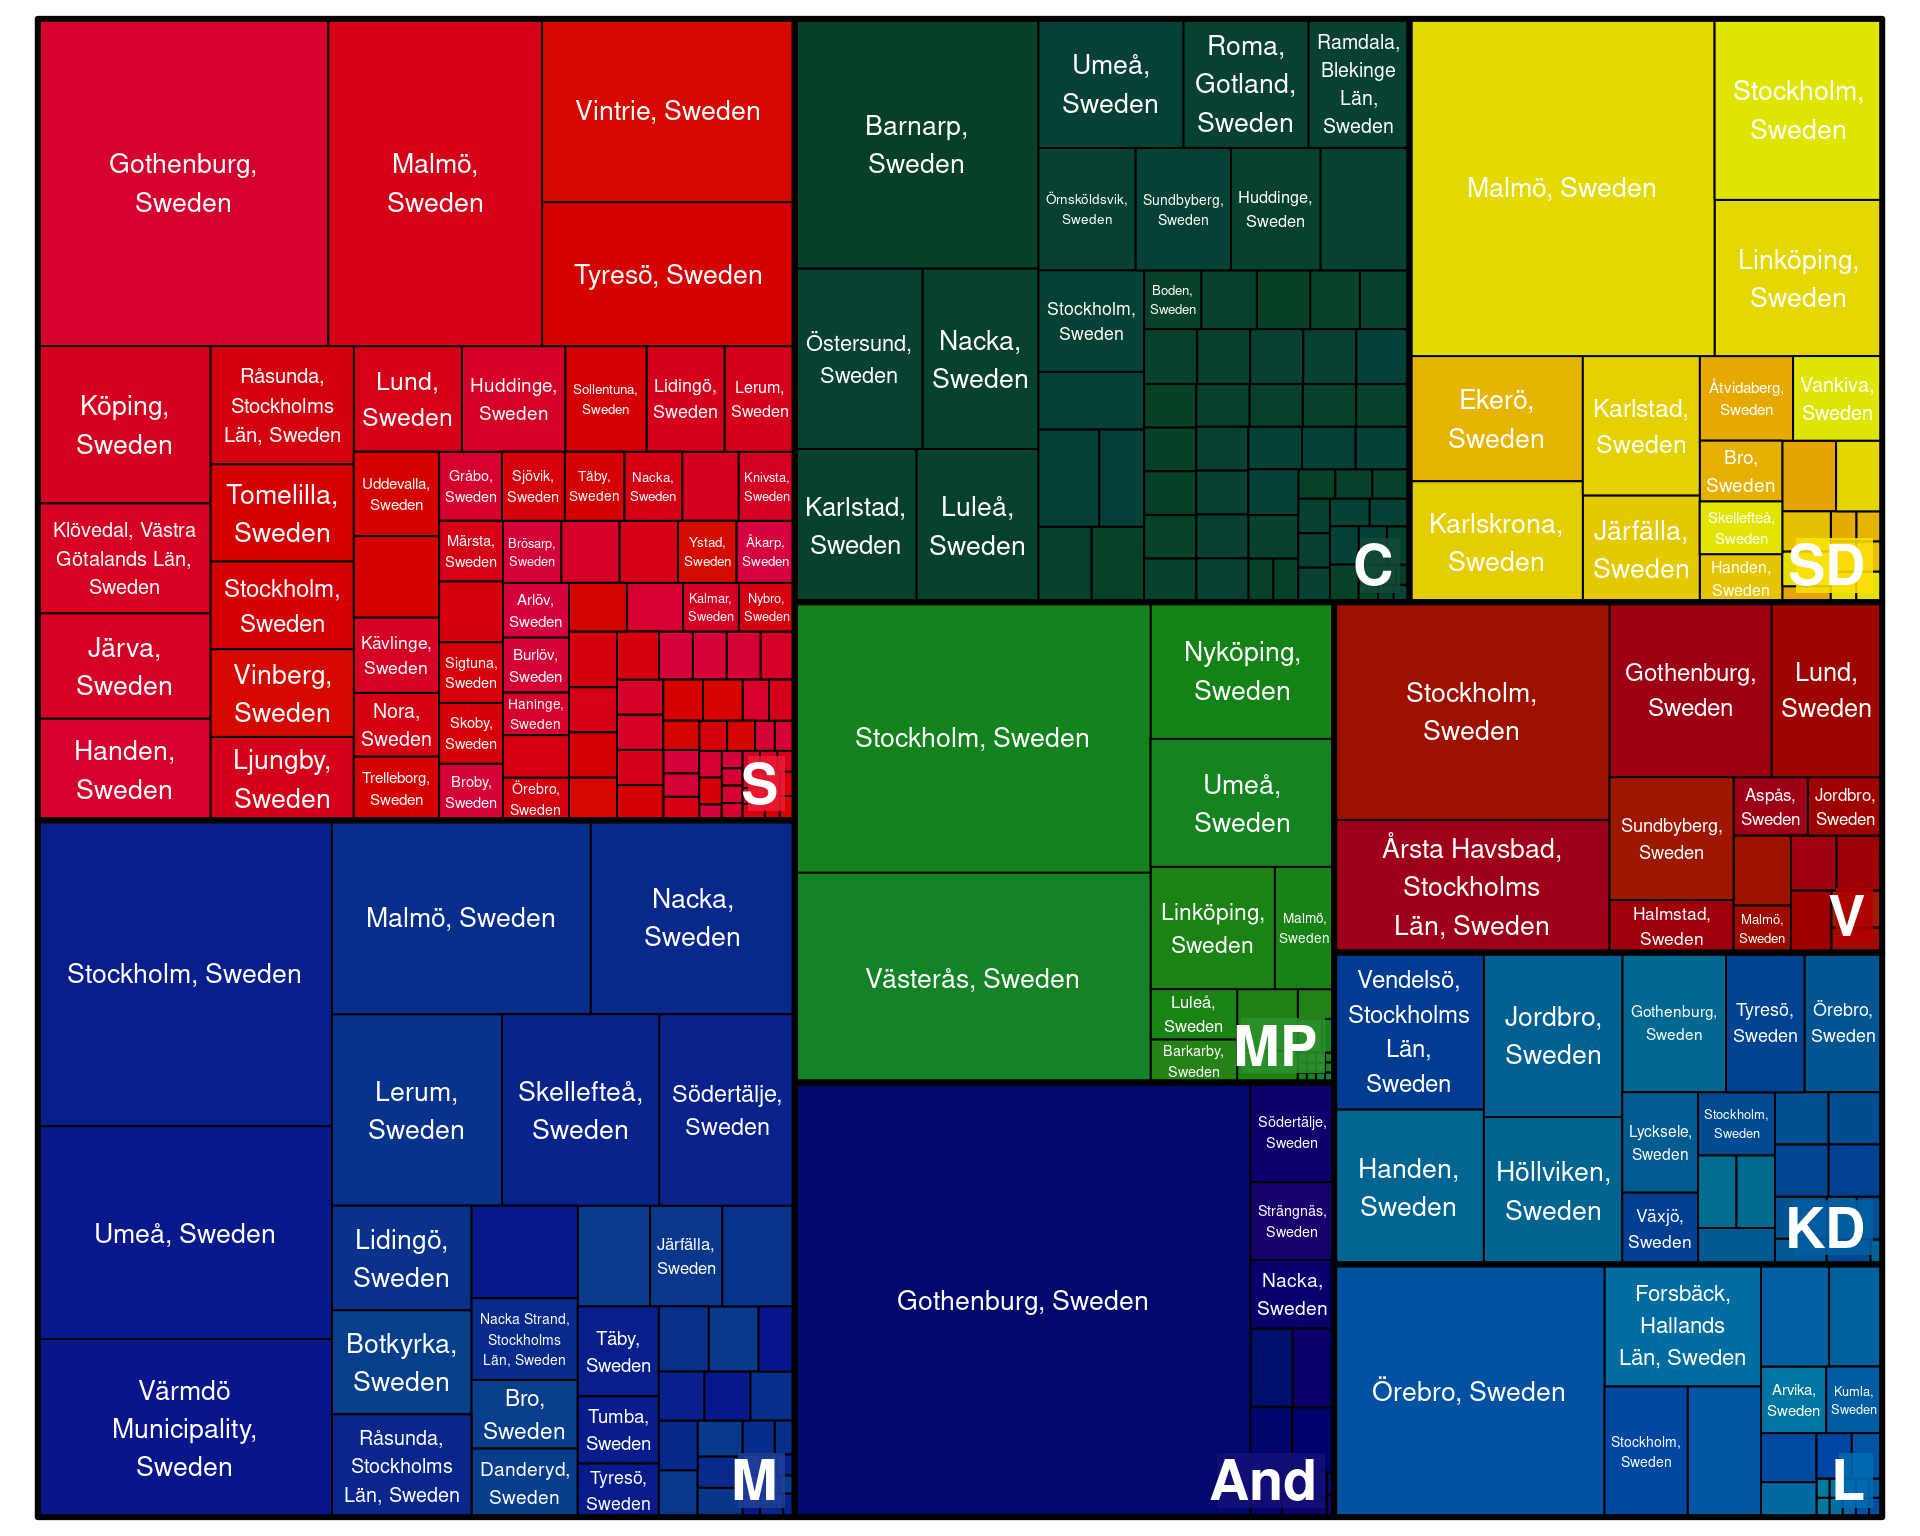 Gothenburg,
Sweden
Malmö,
Sweden
Vintrie, Sweden
Tyresö, Sweden
Köping,
Sweden
Klövedal, Västra
Götalands Län,
Sweden
Järva,
Sweden
Handen,
Sweden
Råsunda,
Stockholms
Län, Sweden
Tomelilla,
Sweden
Stockholm,
Sweden
Vinberg,
Sweden
Ljungby,
Sweden
Lund,
Sweden
Huddinge,
Sweden
Sollentuna,
Sweden
Lidingö,
Sweden
Lerum,
Sweden
Uddevalla,
Sweden
Kävlinge,
Sweden
Nora,
Sweden
Trelleborg,
Sweden
Gråbo,
Sweden
Sjövik,
Sweden
Täby,
Sweden
Nacka,
Sweden
Knivsta,
Sweden
Märsta,
Sweden
Sigtuna,
Sweden
Skoby,
Sweden
Broby,
Sweden
Brösarp,
Sweden
Ystad,
Sweden
Åkarp,
Sweden
Arlöv,
Sweden
Kalmar,
Sweden
Nybro,
Sweden
Burlöv,
Sweden
Haninge,
Sweden
Örebro,
Sweden
S
Barnarp,
Sweden
Umeå,
Sweden
Roma,
Gotland,
Sweden
Ramdala,
Blekinge
Län,
Sweden
Örnsköldsvik,
Sweden
Sundbyberg,
Sweden
Huddinge,
Sweden
Östersund,
Sweden
Nacka,
Sweden
Stockholm,
Sweden
Boden,
Sweden
Karlstad,
Sweden
Luleå,
Sweden
C
Malmö, Sweden
Stockholm,
Sweden
Linköping,
Sweden
Ekerö,
Sweden
Karlskrona,
Sweden
Karlstad,
Sweden
Järfälla,
Sweden
Åtvidaberg,
Sweden
Vankiva,
Sweden
Bro,
Sweden
Skellefteå,
Sweden
Handen,
Sweden
SD
Stockholm, Sweden
Umeå, Sweden
Värmdö
Municipality,
Sweden
Malmö, Sweden
Nacka,
Sweden
Lerum,
Sweden
Skellefteå,
Sweden
Södertälje,
Sweden
Lidingö,
Sweden
Botkyrka,
Sweden
Råsunda,
Stockholms
Län, Sweden
Järfälla,
Sweden
Nacka Strand,
Stockholms
Län, Sweden
Bro,
Sweden
Danderyd,
Sweden
Täby,
Sweden
Tumba,
Sweden
Tyresö,
Sweden
M
Stockholm, Sweden
Västerås, Sweden
Nyköping,
Sweden
Umeå,
Sweden
Linköping,
Sweden
Malmö,
Sweden
Luleå,
Sweden
Barkarby,
Sweden
MP
Gothenburg, Sweden
Södertälje,
Sweden
Strängnäs,
Sweden
Nacka,
Sweden
And
Stockholm,
Sweden
Årsta Havsbad,
Stockholms
Län, Sweden
Gothenburg,
Sweden
Lund,
Sweden
Sundbyberg,
Sweden
Halmstad,
Sweden
Aspås,
Sweden
Jordbro,
Sweden
Malmö,
Sweden
V
Vendelsö,
Stockholms
Län,
Sweden
Handen,
Sweden
Jordbro,
Sweden
Höllviken,
Sweden
Gothenburg,
Sweden
Tyresö,
Sweden
Örebro,
Sweden
Lycksele,
Sweden
Stockholm,
Sweden
Växjö,
Sweden
KD
Örebro, Sweden
Forsbäck,
Hallands
Län, Sweden
Stockholm,
Sweden
Arvika,
Sweden
Kumla,
Sweden
L